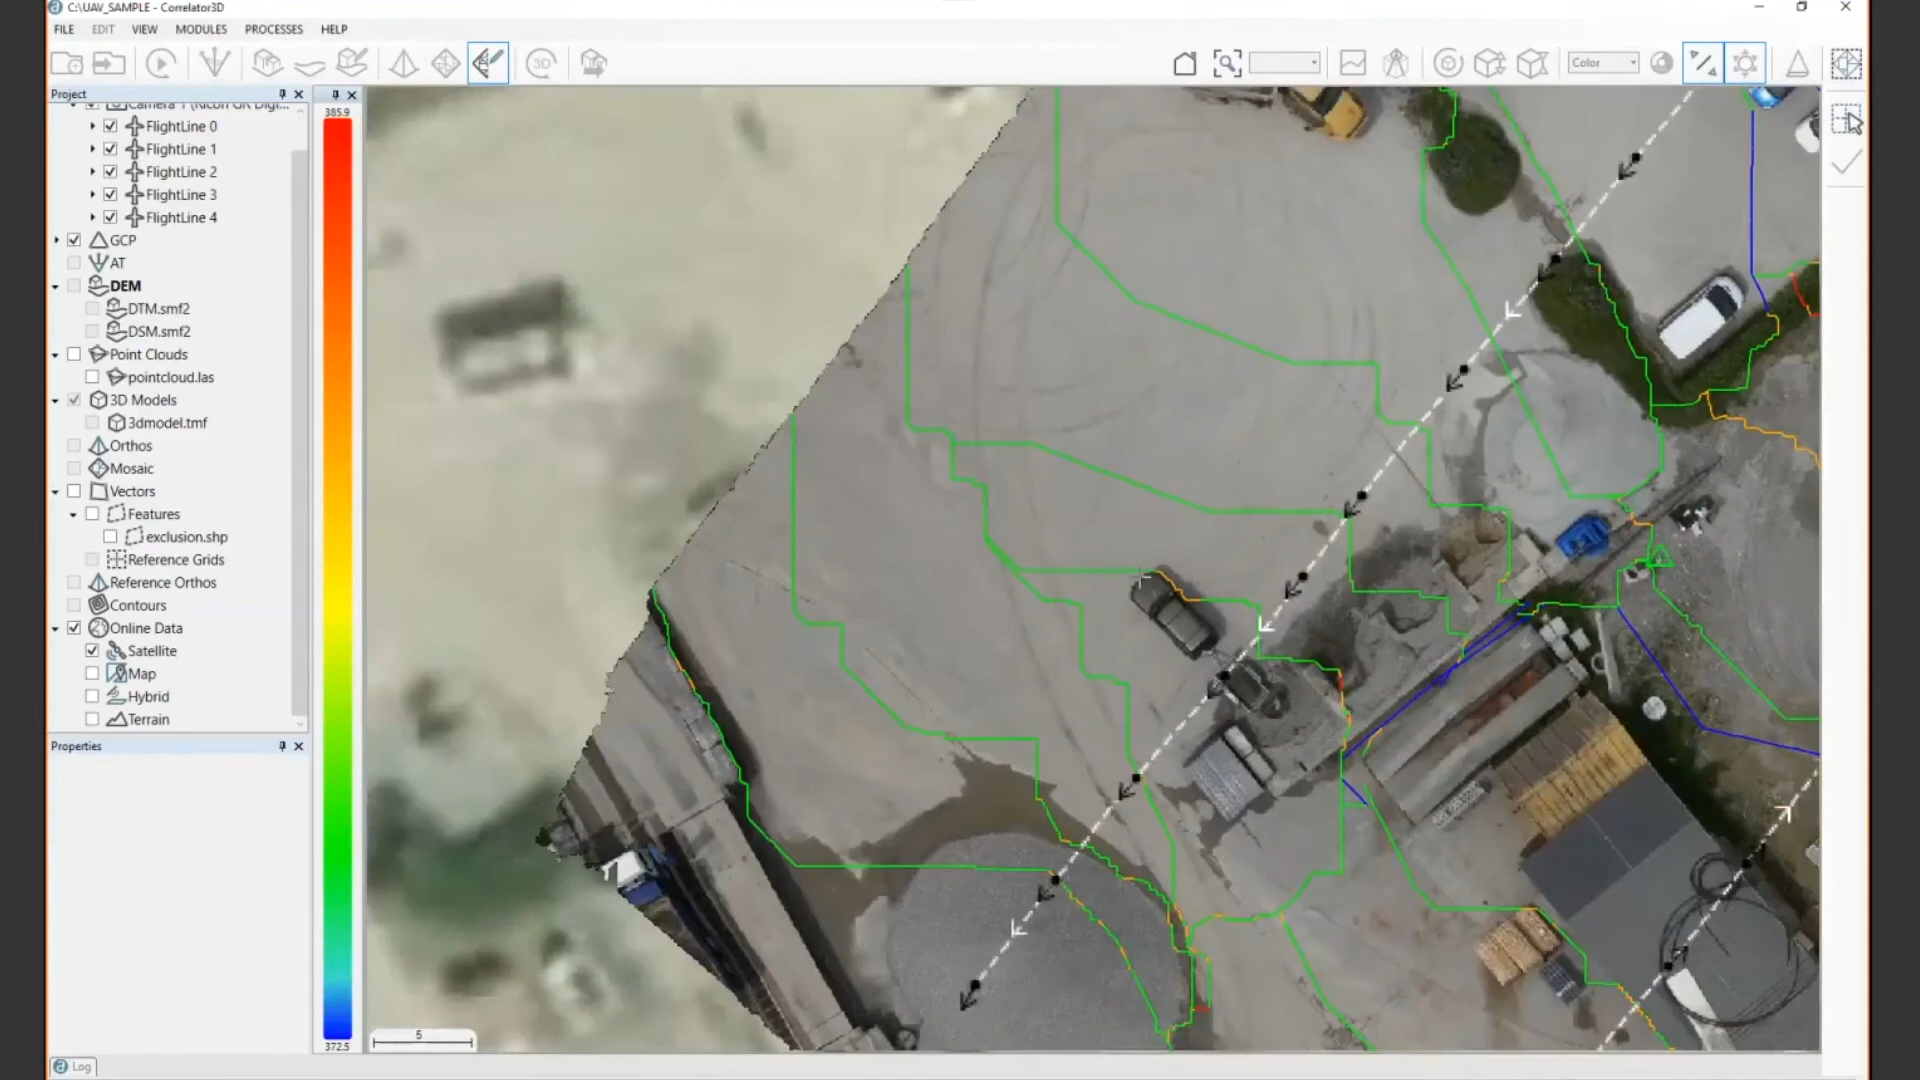 C:\UAV_SAMPLE - Correlator3D
FILE EDIT VIEW MODULES PROCESSES HELP
3D
Color
Project
385.9
FlightLine 0
FlightLine 1
FlightLine 2
FlightLine 3
FlightLine 4
GCP
AT
DEM
DTM.smf2
DSM.smf2
Point Clouds
pointcloud.las
3D Models
3dmodel.tmf
Orthos
Mosaic
Vectors
Features
exclusion.shp
Reference Grids
Reference Orthos
Contours
Online Data
Satellite
Map
Hybrid
Terrain
Properties
5
372.5
Log